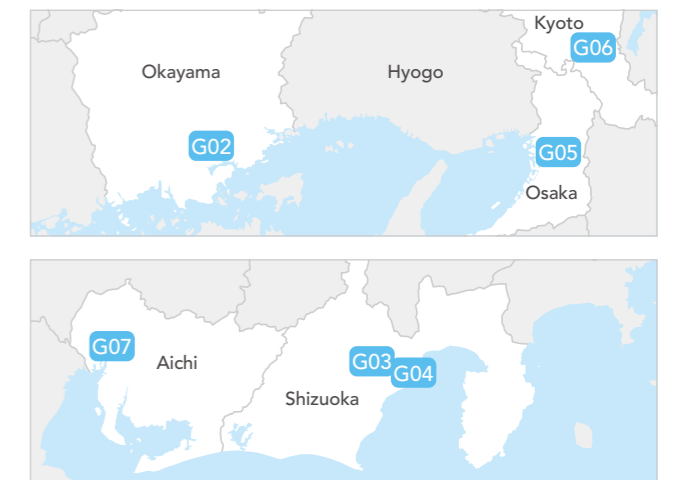 Kyoto
G06
Okayama
Hyogo
G02
G05
Osaka
G07
Aichi
G03
G04
Shizuoka